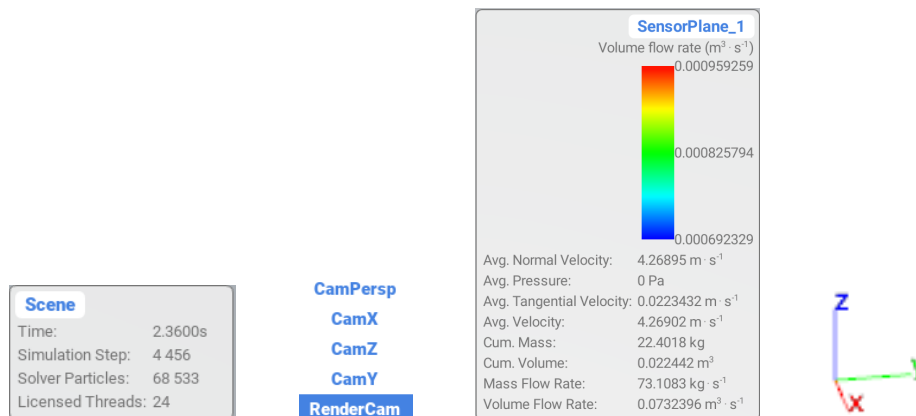 SensorPlane_1
Volume flow rate (m³·s⁻¹)
0.000959259
0.000825794
0.000692329
Avg. Normal Velocity: 4.26895 m·s⁻¹
Avg. Pressure: 0 Pa
Avg. Tangential Velocity: 0.0223432 m·s⁻¹
Avg. Velocity: 4.26902 m·s⁻¹
Cum. Mass: 22.4018 kg
Cum. Volume: 0.022442 m³
Mass Flow Rate: 73.1083 kg·s⁻¹
Volume Flow Rate: 0.0732396 m³·s⁻¹
Scene
Time: 2.3600s
Simulation Step: 4 456
Solver Particles: 68 533
Licensed Threads: 24
CamPersp
CamX
CamZ
CamY
RenderCam
Z
X